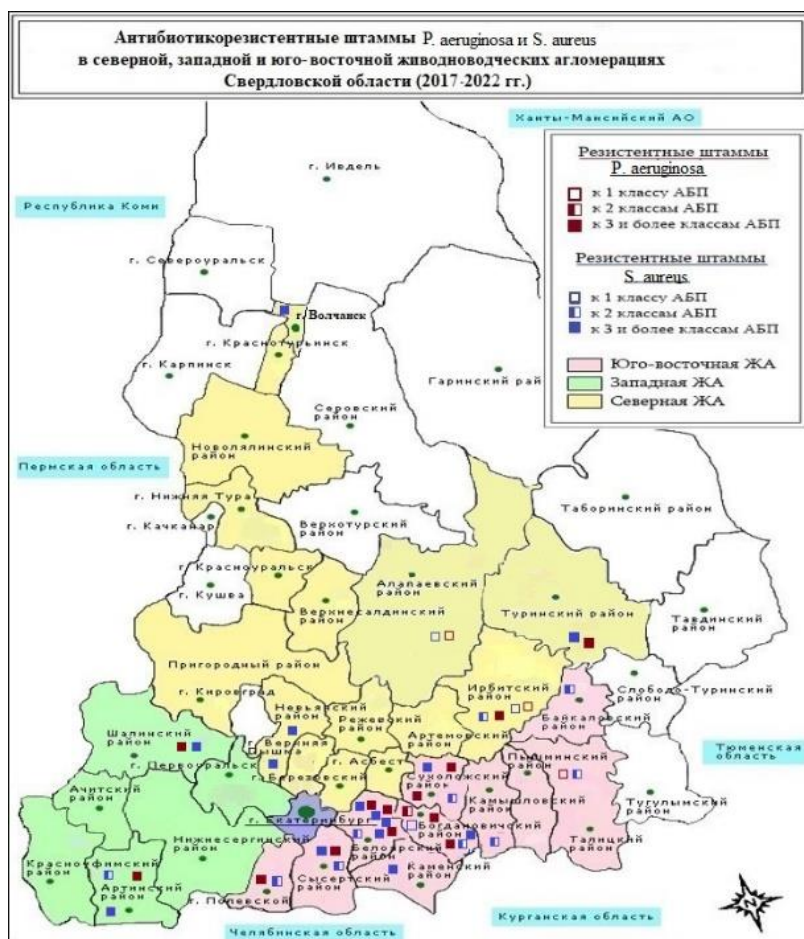 Антибиотикорезистентные штаммы P. aeruginosa и S. aureus
в северной, западной и юго-восточной живодноводческих агломерациях
Свердловской области (2017-2022 гг.)
Ханты-Мансийский АО
Резистентные штаммы
P. aeruginosa
к 1 классу АБП
к 2 классам АБП
к 3 и более классам АБП
Резистентные штаммы
S. aureus
к 1 классу АБП
к 2 классам АБП
к 3 и более классам АБП
Юго-восточная ЖА
Западная ЖА
Северная ЖА
г. Ивдель
Республика Коми
г. Североуральск
г. Волчанск
г. Краснотурьинск
г. Карпинск
Гаринский рай
Серовский
район
Новолялинский
район
Пермская область
г. Нижняя Тура
г. Качканар
Верхотурский
район
Таборинский район
г. Красноуральск
г. Кушва
Алапаевский
район
Верхнесалдинский
район
Туринский район
Тавдинский
район
Пригородный район
г. Кировград
Невьянский
район
Режевской
район
Ирбитский
район
Артемовский
район
Байкаловский
район
Слободо-Туринский
район
Шалинский
район
г. Первоуральск
г. Верхняя
Пышма
г. Березовский
г. Асбест
Сухоложский
район
Пышминский
район
Тюменская
область
Ачитский
район
г. Екатеринбург
Белоярский
район
Богдановичский
район
Камышловский
район
Тугулымский
район
Талицкий
район
Красноуфимский
район
Артинский
район
Нижнесергинский
район
г. Полевской
Сысертский
район
Каменский
район
Челябинская область
Курганская область
N